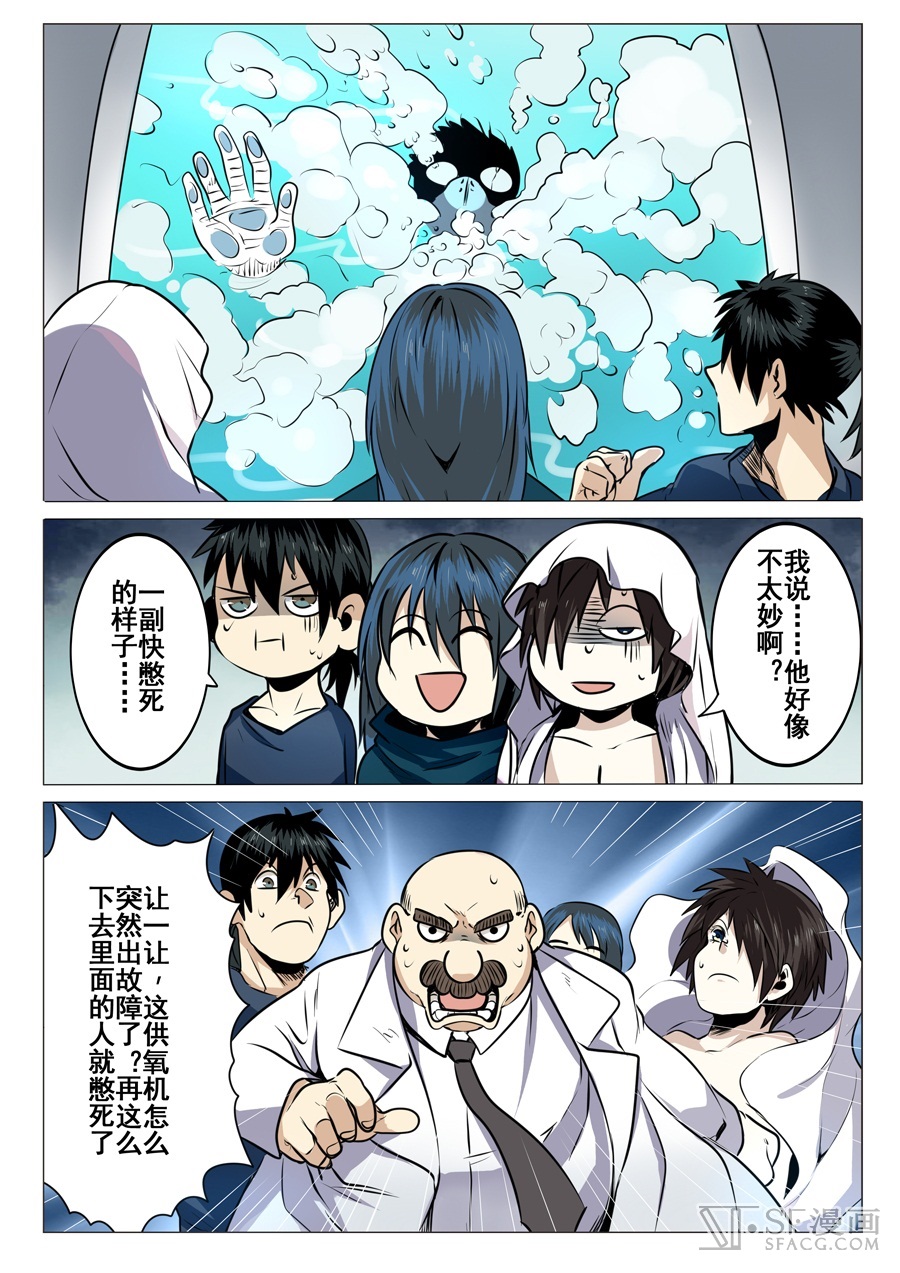 我说……他好像
不太妙啊？
一副快憋死
的样子……
让一让，这供氧机怎么
突然出故障了？再这么
下去里面的人就憋死了
SF漫画
SFACG.COM